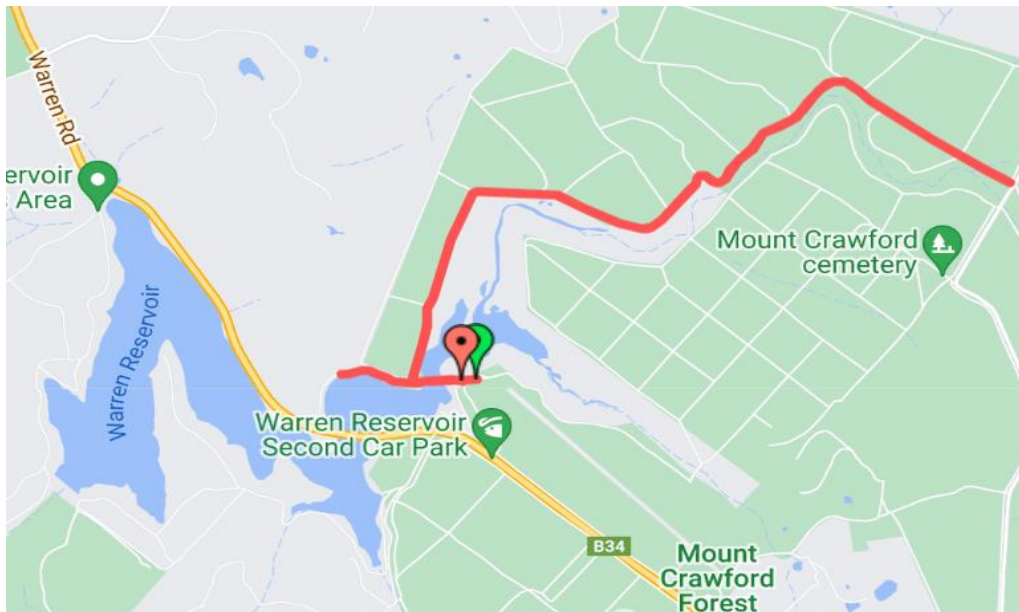 Warren Rd
ervoir
s Area
Warren Reservoir
Mount Crawford
cemetery
Warren Reservoir
Second Car Park
B34
Mount
Crawford
Forest